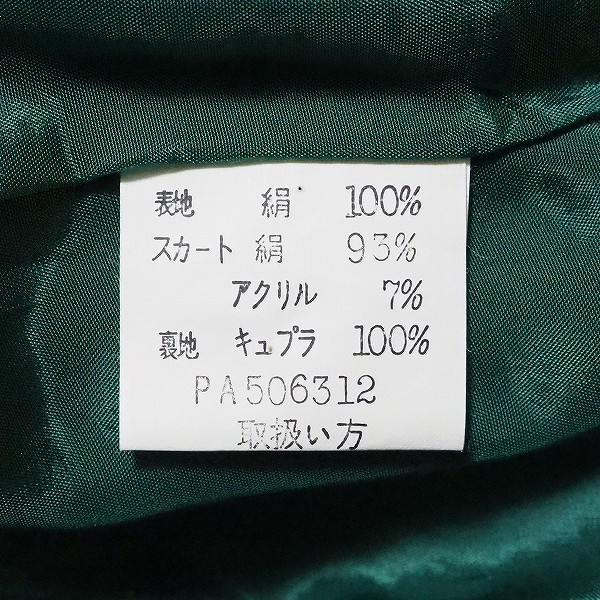 表地 絹 100%
スカート 絹 93%
アクリル 7%
裏地 キュプラ 100%
PA506312
取扱い方